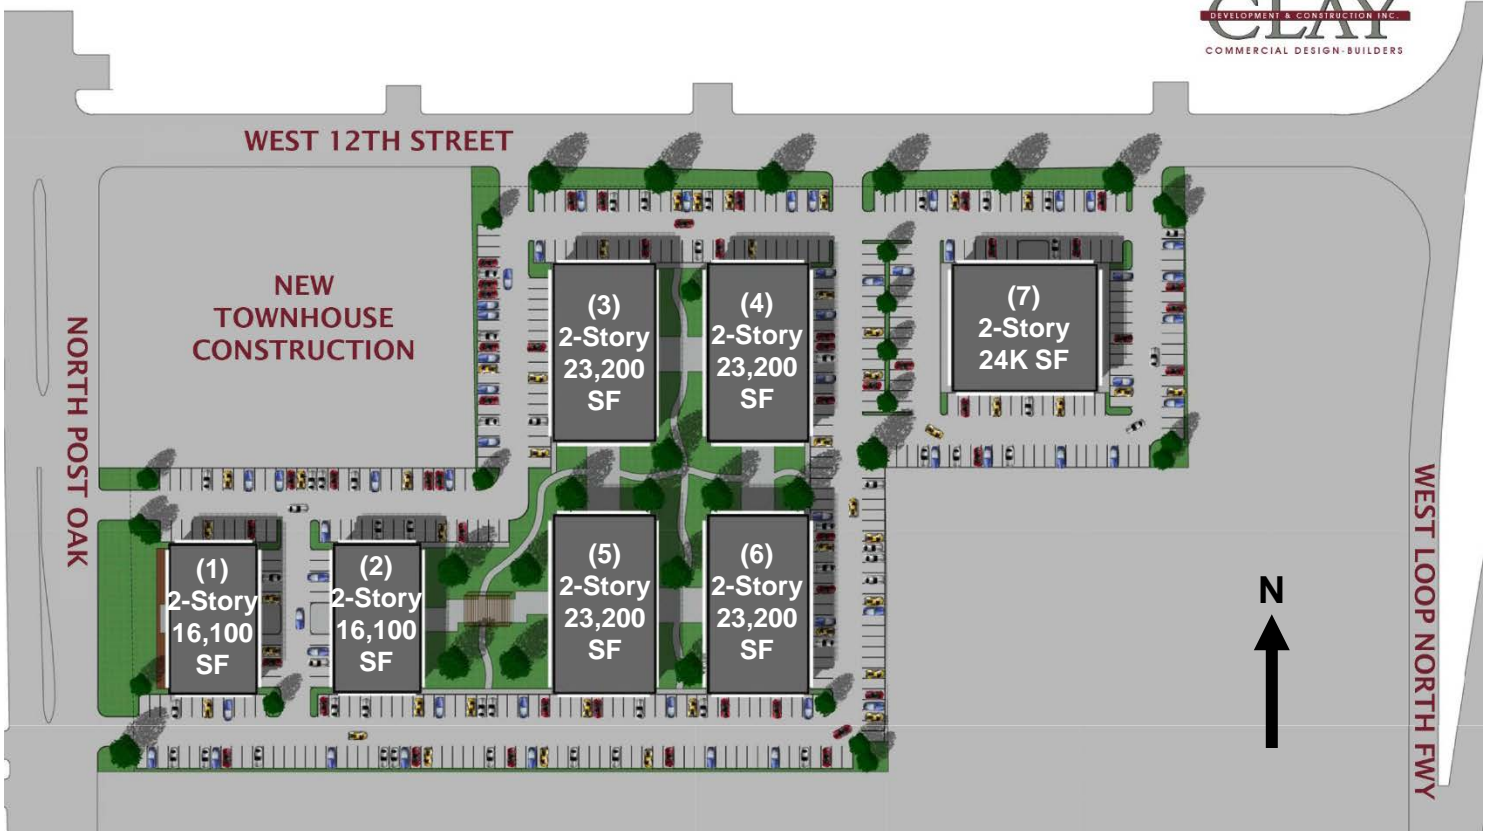 CLAY
DEVELOPMENT & CONSTRUCTION INC.
COMMERCIAL DESIGN-BUILDERS
WEST 12TH STREET
NEW
TOWNHOUSE
CONSTRUCTION
NORTH POST OAK
(3)
2-Story
23,200
SF
(4)
2-Story
23,200
SF
(7)
2-Story
24K SF
(1)
2-Story
16,100
SF
(2)
2-Story
16,100
SF
(5)
2-Story
23,200
SF
(6)
2-Story
23,200
SF
N
WEST LOOP NORTH FWY